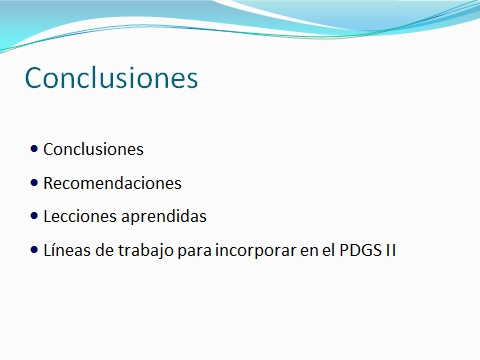 Conclusiones
Conclusiones
Recomendaciones
Lecciones aprendidas
Líneas de trabajo para incorporar en el PDGS II